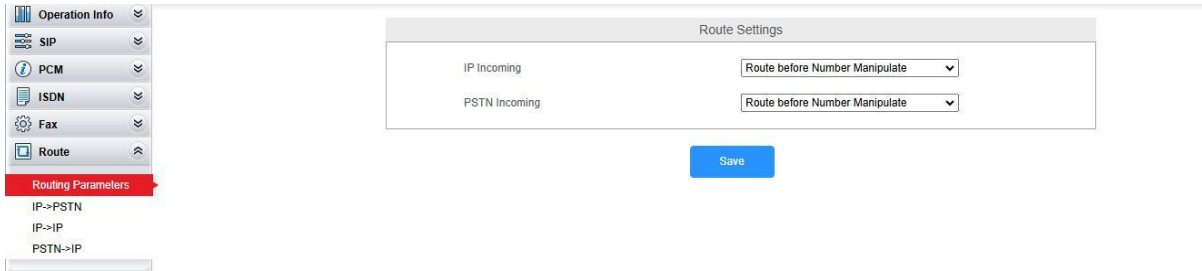 Operation Info
SIP
PCM
ISDN
Fax
Route
Routing Parameters
IP->PSTN
IP->IP
PSTN->IP
Route Settings
IP Incoming Route before Number Manipulate
PSTN Incoming Route before Number Manipulate
Save